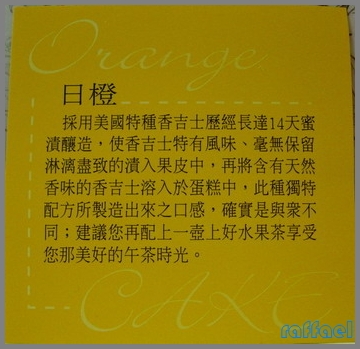 Orange
日橙
採用美國特種香吉士歷經長達14天蜜
漬釀造，使香吉士特有風味、毫無保留
淋漓盡致的漬入果皮中，再將含有天然
香味的香吉士溶入於蛋糕中，此種獨特
配方所製造出來之口感，確實是與衆不
同；建議您再配上一壺上好水果茶享受
您那美好的午茶時光。
CAKE
raffael